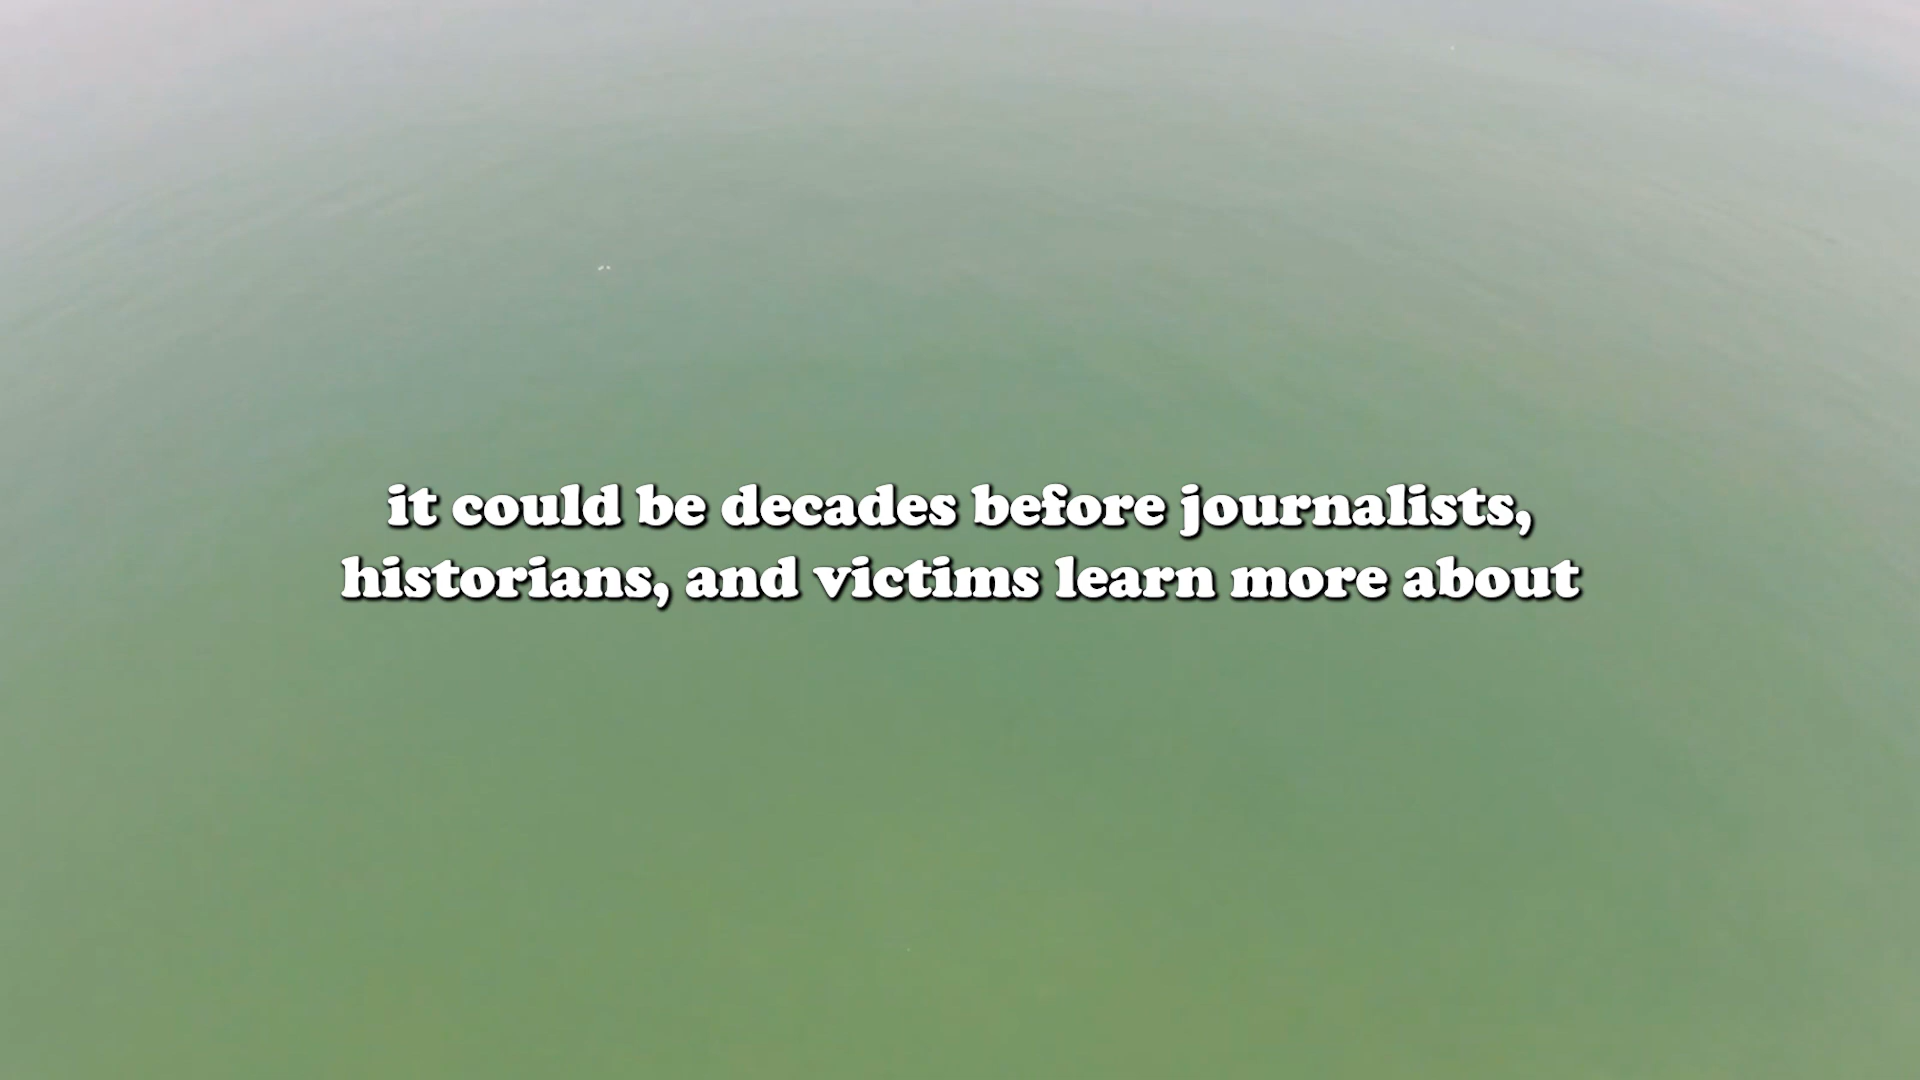 it could be decades before journalists,
historians, and victims learn more about